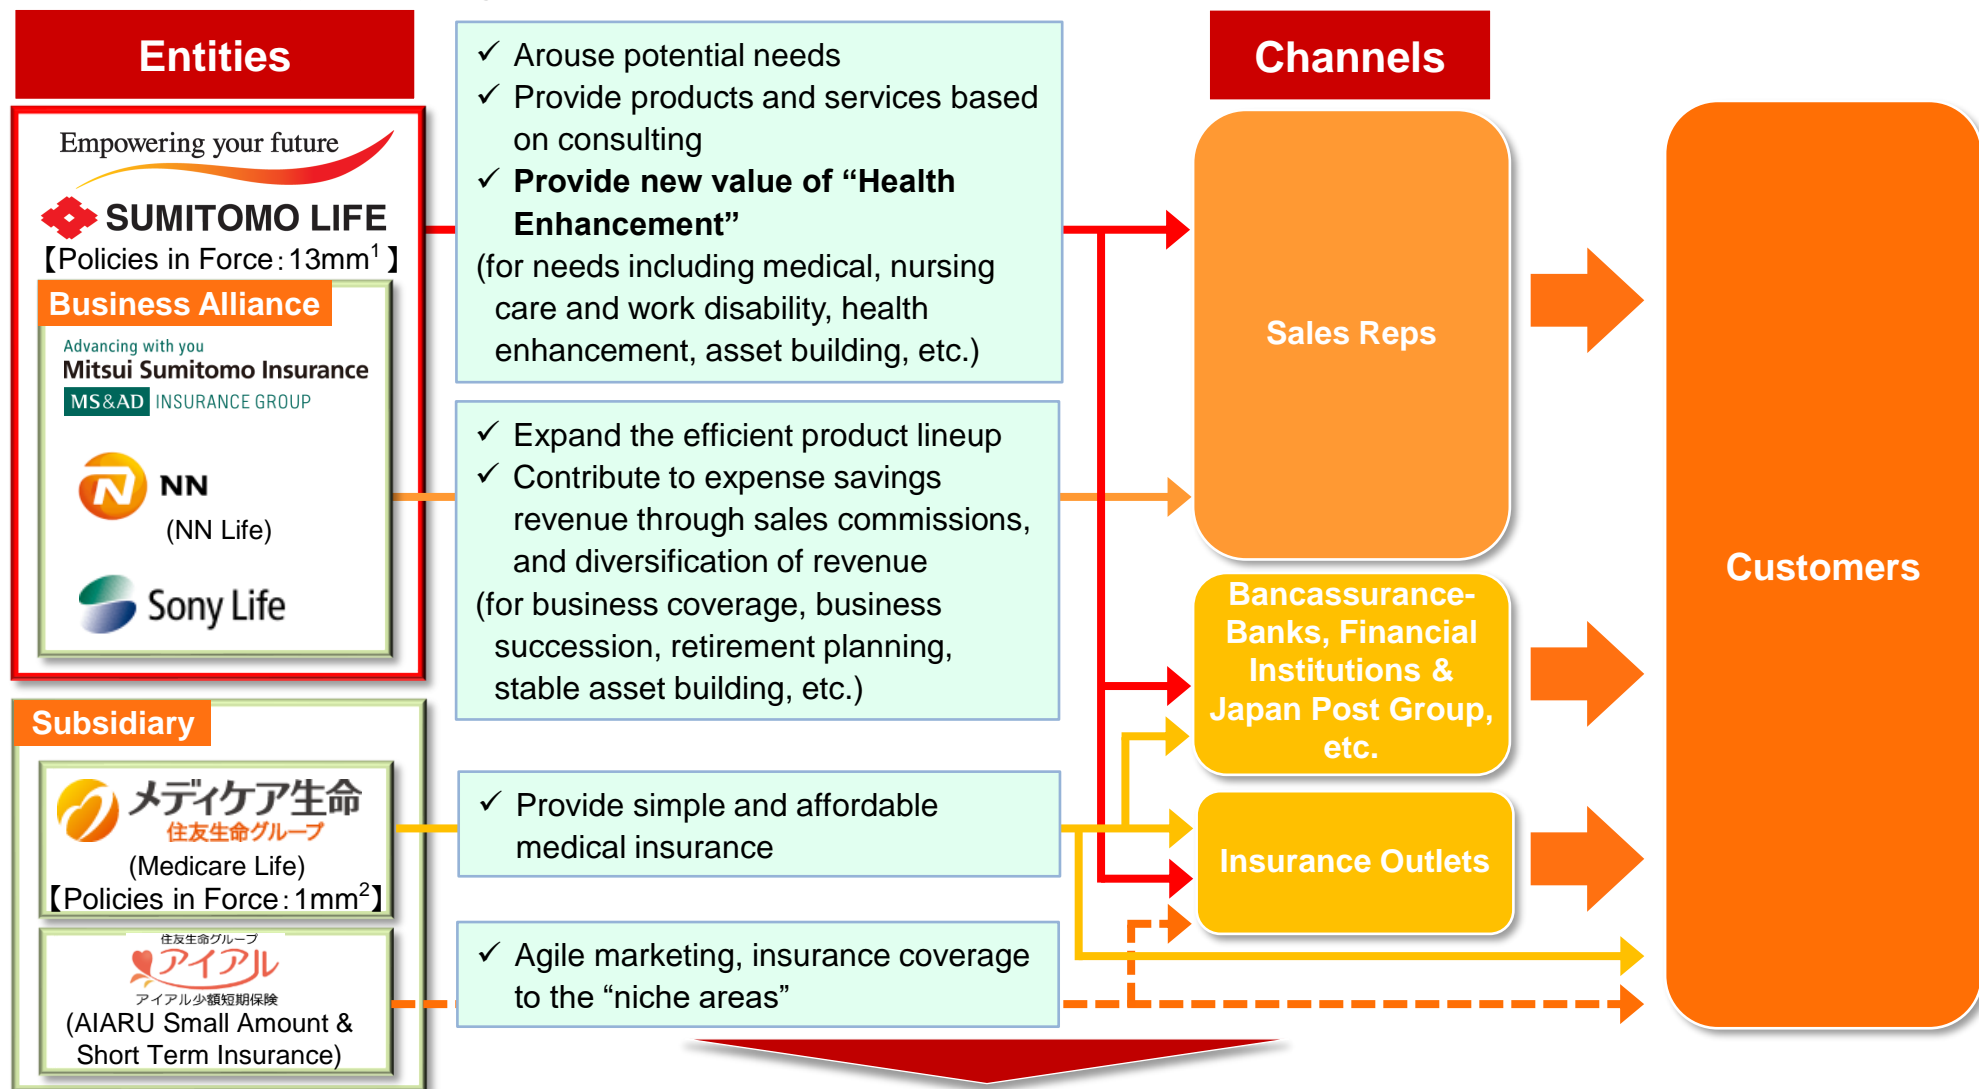 Entities
Empowering your future
SUMITOMO LIFE
【Policies in Force：13mm1 】
Business Alliance
Advancing with you
Mitsui Sumitomo Insurance
MS&AD INSURANCE GROUP
NN
(NN Life)
Sony Life
Subsidiary
メディケア生命
住友生命グループ
(Medicare Life)
【Policies in Force：1mm2】
住友生命グループ
アイアル
アイアル少額短期保険
(AIARU Small Amount &
Short Term Insurance)
✓ Arouse potential needs
✓ Provide products and services based
on consulting
✓ Provide new value of “Health
Enhancement”
(for needs including medical, nursing
care and work disability, health
enhancement, asset building, etc.)
✓ Expand the efficient product lineup
✓ Contribute to expense savings
revenue through sales commissions,
and diversification of revenue
(for business coverage, business
succession, retirement planning,
stable asset building, etc.)
✓ Provide simple and affordable
medical insurance
✓ Agile marketing, insurance coverage
to the “niche areas”
Channels
Sales Reps
Bancassurance-
Banks, Financial
Institutions &
Japan Post Group,
etc.
Insurance Outlets
Customers